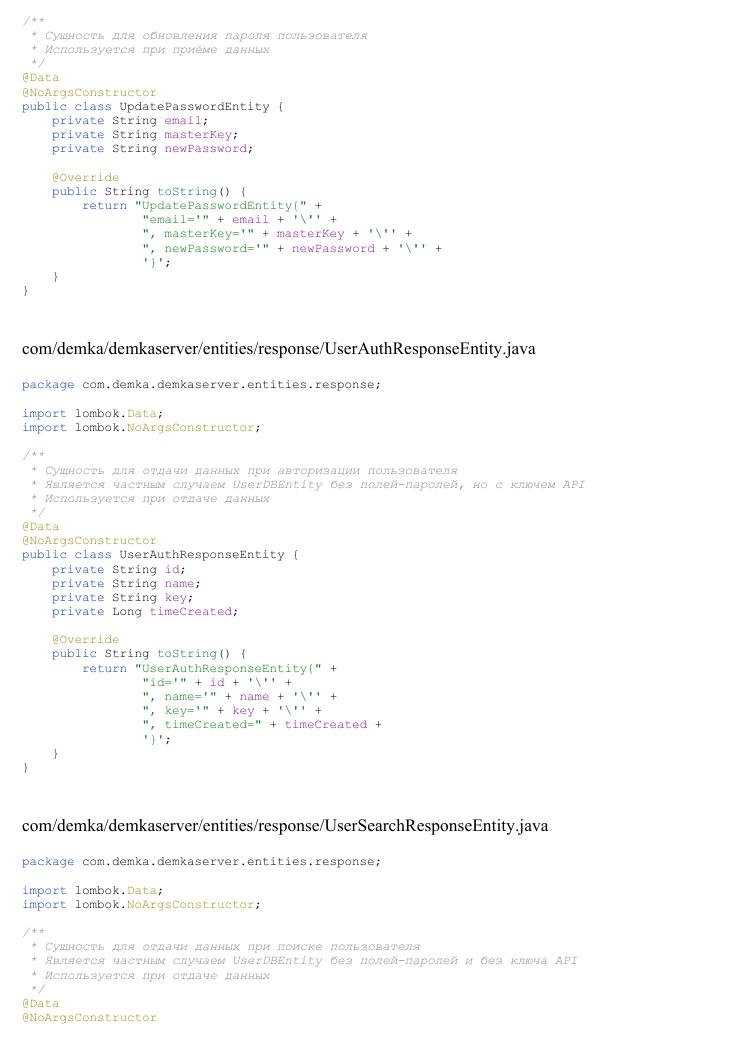 /**
 * Сущность для обновления пароля пользователя
 * Используется при приёме данных
 */
@Data
@NoArgsConstructor
public class UpdatePasswordEntity {
    private String email;
    private String masterKey;
    private String newPassword;

    @Override
    public String toString() {
        return "UpdatePasswordEntity{" +
                "email='" + email + '\'' +
                ", masterKey='" + masterKey + '\'' +
                ", newPassword='" + newPassword + '\'' +
                '}';
    }
}

com/demka/demkaserver/entities/response/UserAuthResponseEntity.java

package com.demka.demkaserver.entities.response;

import lombok.Data;
import lombok.NoArgsConstructor;

/**
 * Сущность для отдачи данных при авторизации пользователя
 * Является частным случаем UserDBEntity без полей-паролей, но с ключем API
 * Используется при отдаче данных
 */
@Data
@NoArgsConstructor
public class UserAuthResponseEntity {
    private String id;
    private String name;
    private String key;
    private Long timeCreated;

    @Override
    public String toString() {
        return "UserAuthResponseEntity{" +
                "id='" + id + '\'' +
                ", name='" + name + '\'' +
                ", key='" + key + '\'' +
                ", timeCreated=" + timeCreated +
                '}';
    }
}

com/demka/demkaserver/entities/response/UserSearchResponseEntity.java

package com.demka.demkaserver.entities.response;

import lombok.Data;
import lombok.NoArgsConstructor;

/**
 * Сущность для отдачи данных при поиске пользователя
 * Является частным случаем UserDBEntity без полей-паролей и без ключа API
 * Используется при отдаче данных
 */
@Data
@NoArgsConstructor